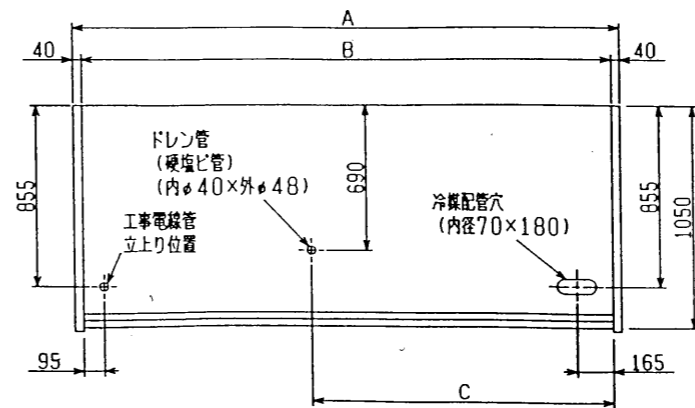 A
40
B
40
ドレン管
(硬塩ビ管)
(内φ40×外φ48)
690
855
工事電線管
立上り位置
冷媒配管穴
(内径70×180)
855
1050
95
165
C